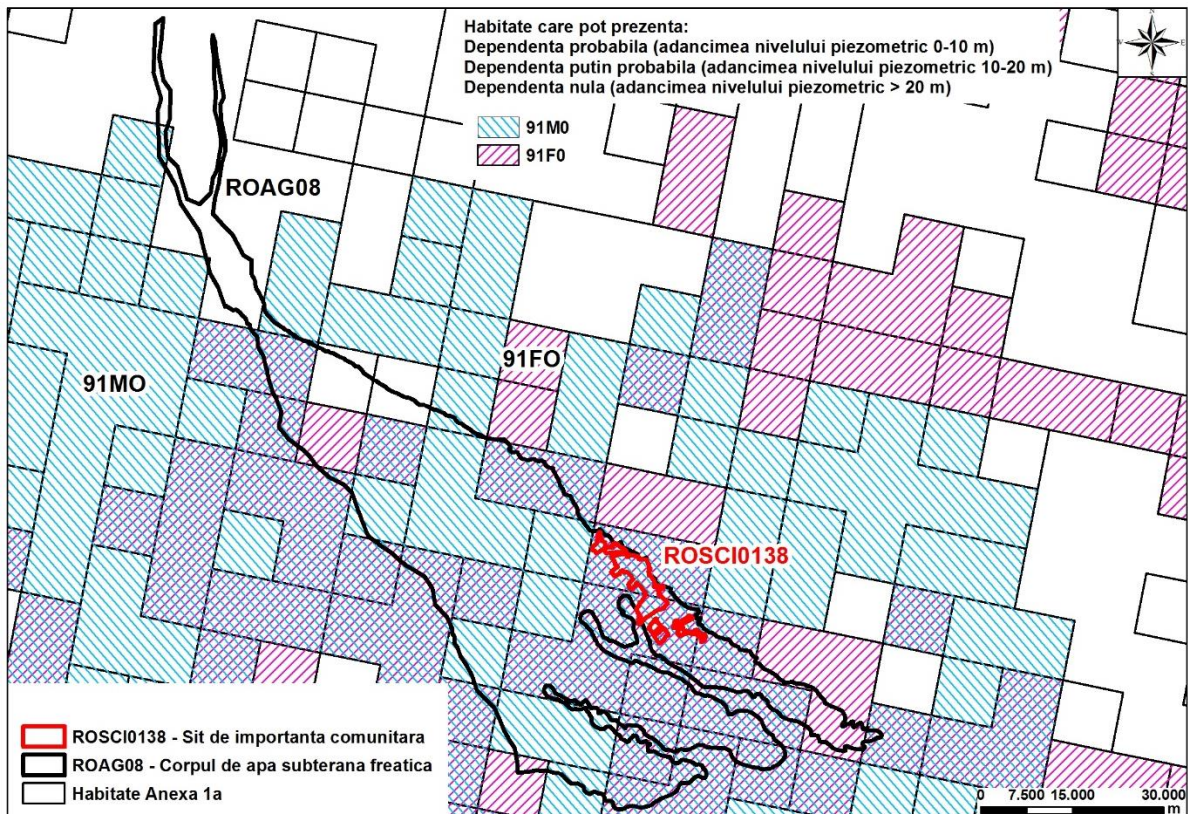 Habitate care pot prezenta:
Dependenta probabila (adancimea nivelului piezometric 0-10 m)
Dependenta putin probabila (adancimea nivelului piezometric 10-20 m)
Dependenta nula (adancimea nivelului piezometric > 20 m)
91M0
91F0
N
W
E
S
ROAG08
91FO
91MO
ROSCI0138
ROSCI0138 - Sit de importanta comunitara
ROAG08 - Corpul de apa subterana freatica
Habitate Anexa 1a
0 7.500 15.000 30.000
m